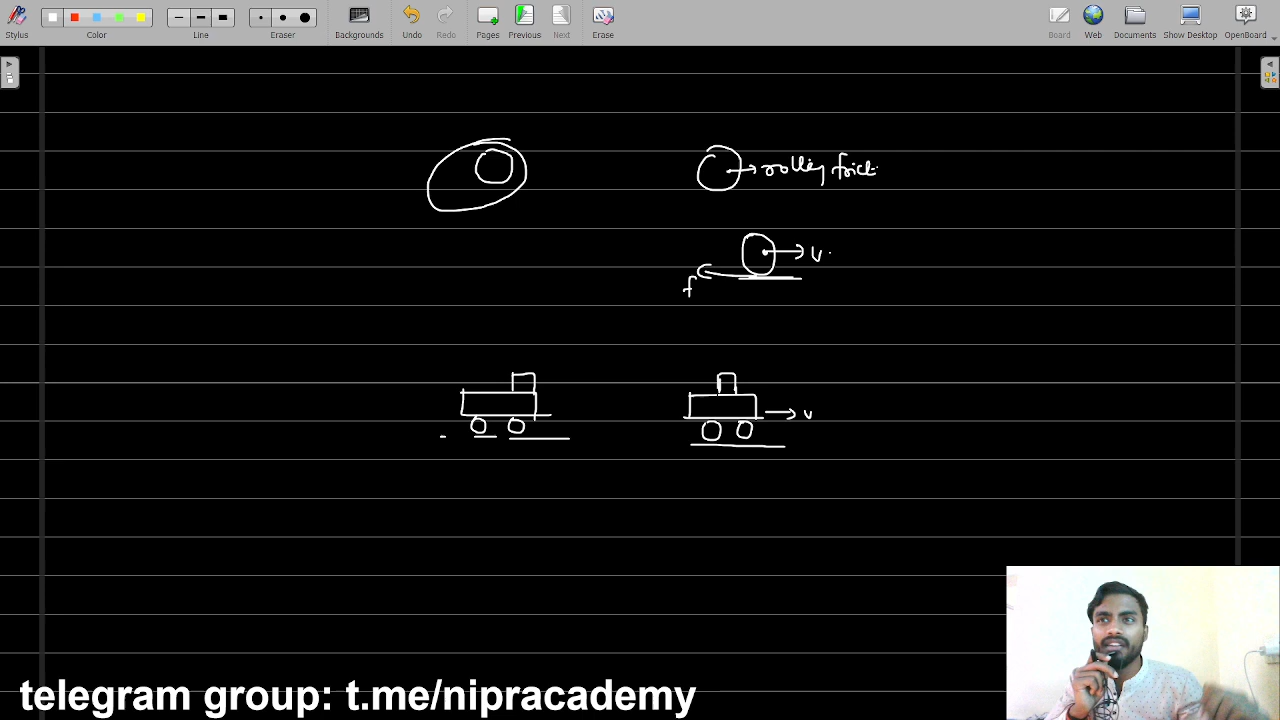 Stylus
Color
Line
Eraser
Backgrounds
Undo
Redo
Pages
Previous
Next
Erase
Board
Web
Documents
Show Desktop
OpenBoard
rolling frict
v
f
v
telegram group: t.me/nipracademy